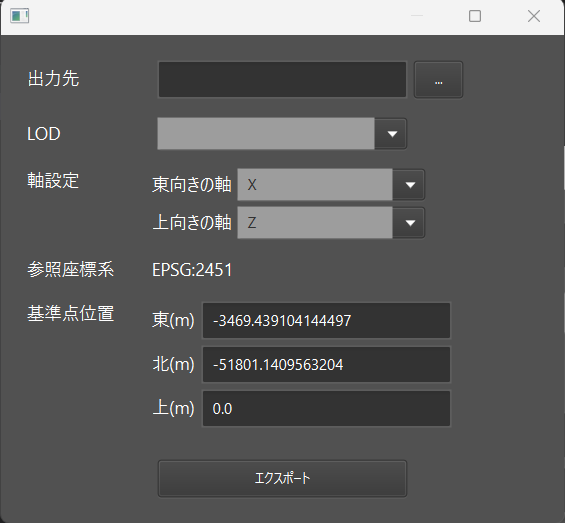 出力先
...
LOD
軸設定 東向きの軸 X
上向きの軸 Z
参照座標系 EPSG:2451
基準点位置 東(m) -3469.439104144497
北(m) -51801.1409563204
上(m) 0.0
エクスポート